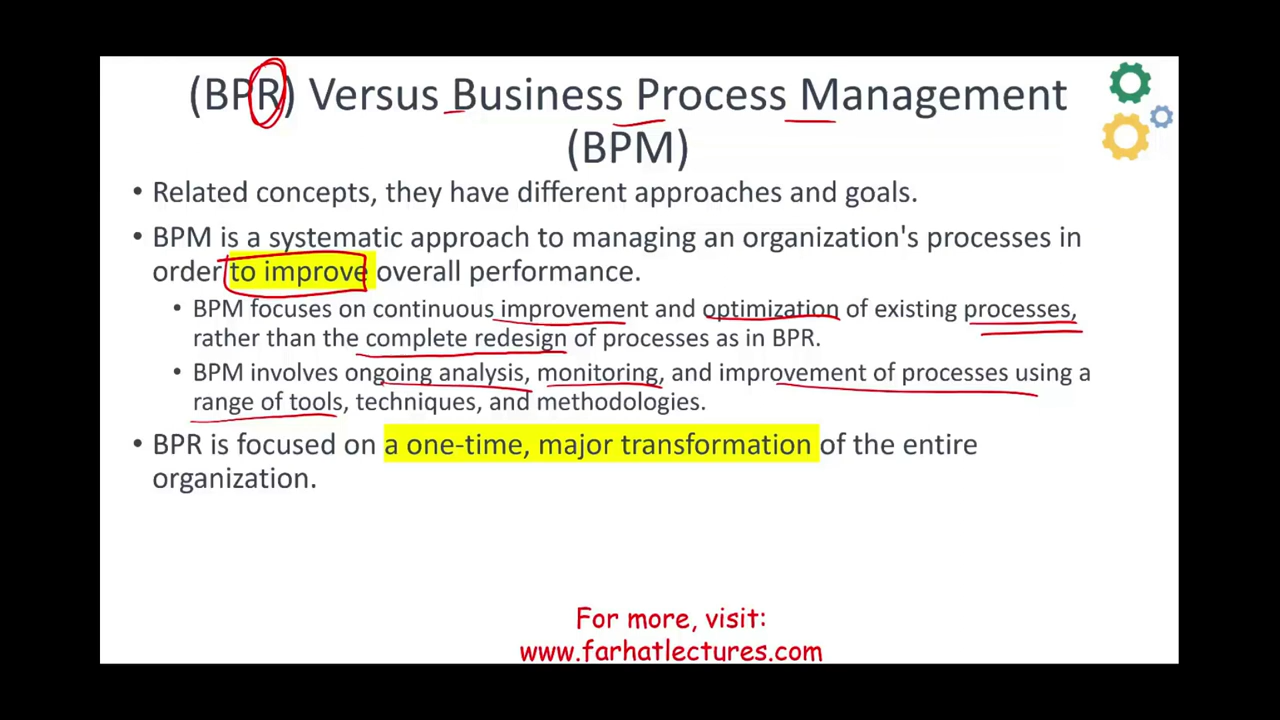 (BPR) Versus Business Process Management
(BPM)
• Related concepts, they have different approaches and goals.
• BPM is a systematic approach to managing an organization's processes in
order to improve overall performance.
• BPM focuses on continuous improvement and optimization of existing processes,
rather than the complete redesign of processes as in BPR.
• BPM involves ongoing analysis, monitoring, and improvement of processes using a
range of tools, techniques, and methodologies.
• BPR is focused on a one-time, major transformation of the entire
organization.
For more, visit:
www.farhatlectures.com